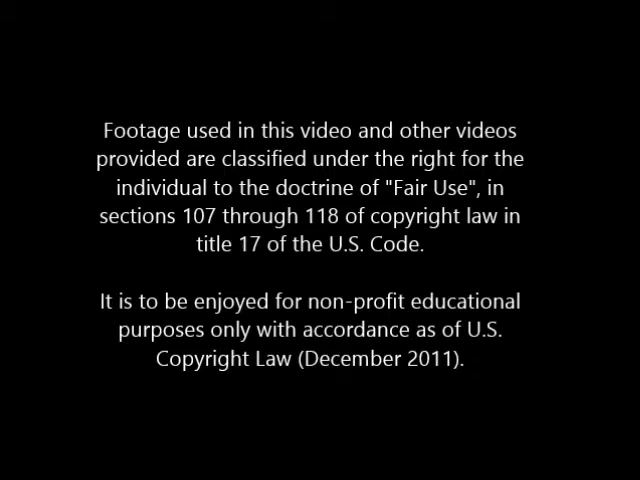 Footage used in this video and other videos
provided are classified under the right for the
individual to the doctrine of "Fair Use", in
sections 107 through 118 of copyright law in
title 17 of the U.S. Code.
It is to be enjoyed for non-profit educational
purposes only with accordance as of U.S.
Copyright Law (December 2011).